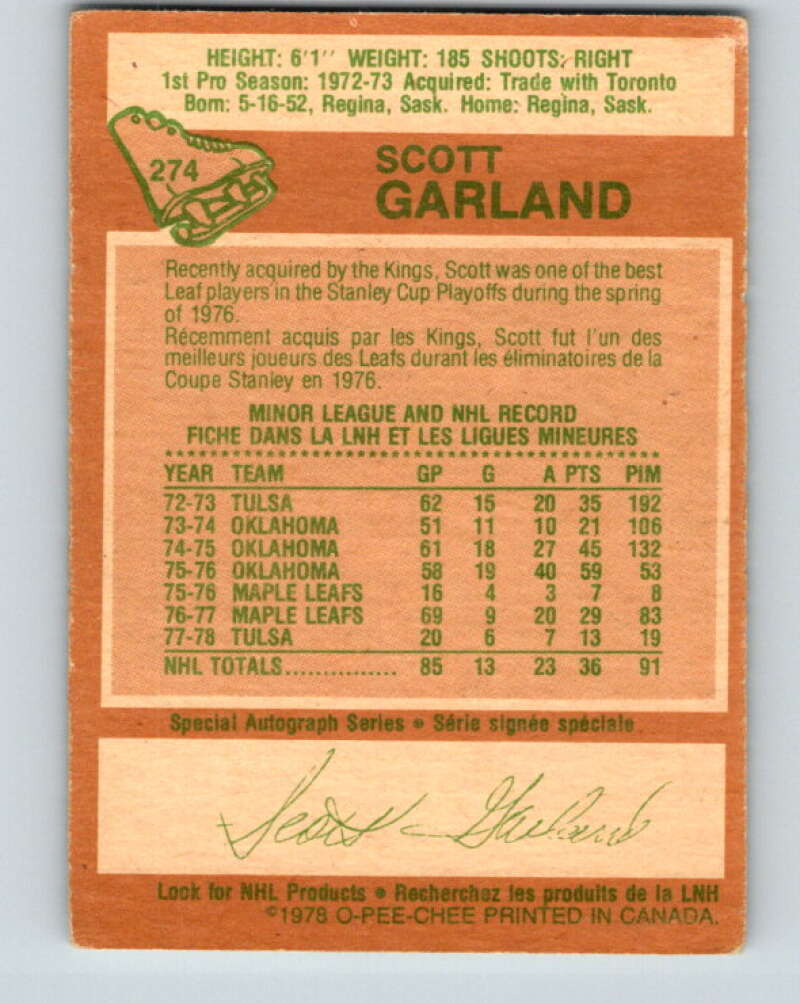 HEIGHT: 6'1'' WEIGHT: 185 SHOOTS: RIGHT
1st Pro Season: 1972-73 Acquired: Trade with Toronto
Born: 5-16-52, Regina, Sask. Home: Regina, Sask.
274
SCOTT
GARLAND
Recently acquired by the Kings, Scott was one of the best
Leaf players in the Stanley Cup Playoffs during the spring
of 1976.
Récemment acquis par les Kings, Scott fut l'un des
meilleurs joueurs des Leafs durant les éliminatoires de la
Coupe Stanley en 1976.
MINOR LEAGUE AND NHL RECORD
FICHE DANS LA LNH ET LES LIGUES MINEURES
YEAR TEAM GP G A PTS PIM
72-73 TULSA 62 15 20 35 192
73-74 OKLAHOMA 51 11 10 21 106
74-75 OKLAHOMA 61 18 27 45 132
75-76 OKLAHOMA 58 19 40 59 53
75-76 MAPLE LEAFS 16 4 3 7 8
76-77 MAPLE LEAFS 69 9 20 29 83
77-78 TULSA 20 6 7 13 19
NHL TOTALS............... 85 13 23 36 91
Special Autograph Series • Série signée spéciale
Scott Garland
Look for NHL Products • Recherchez les produits de la LNH
©1978 O-PEE-CHEE PRINTED IN CANADA.